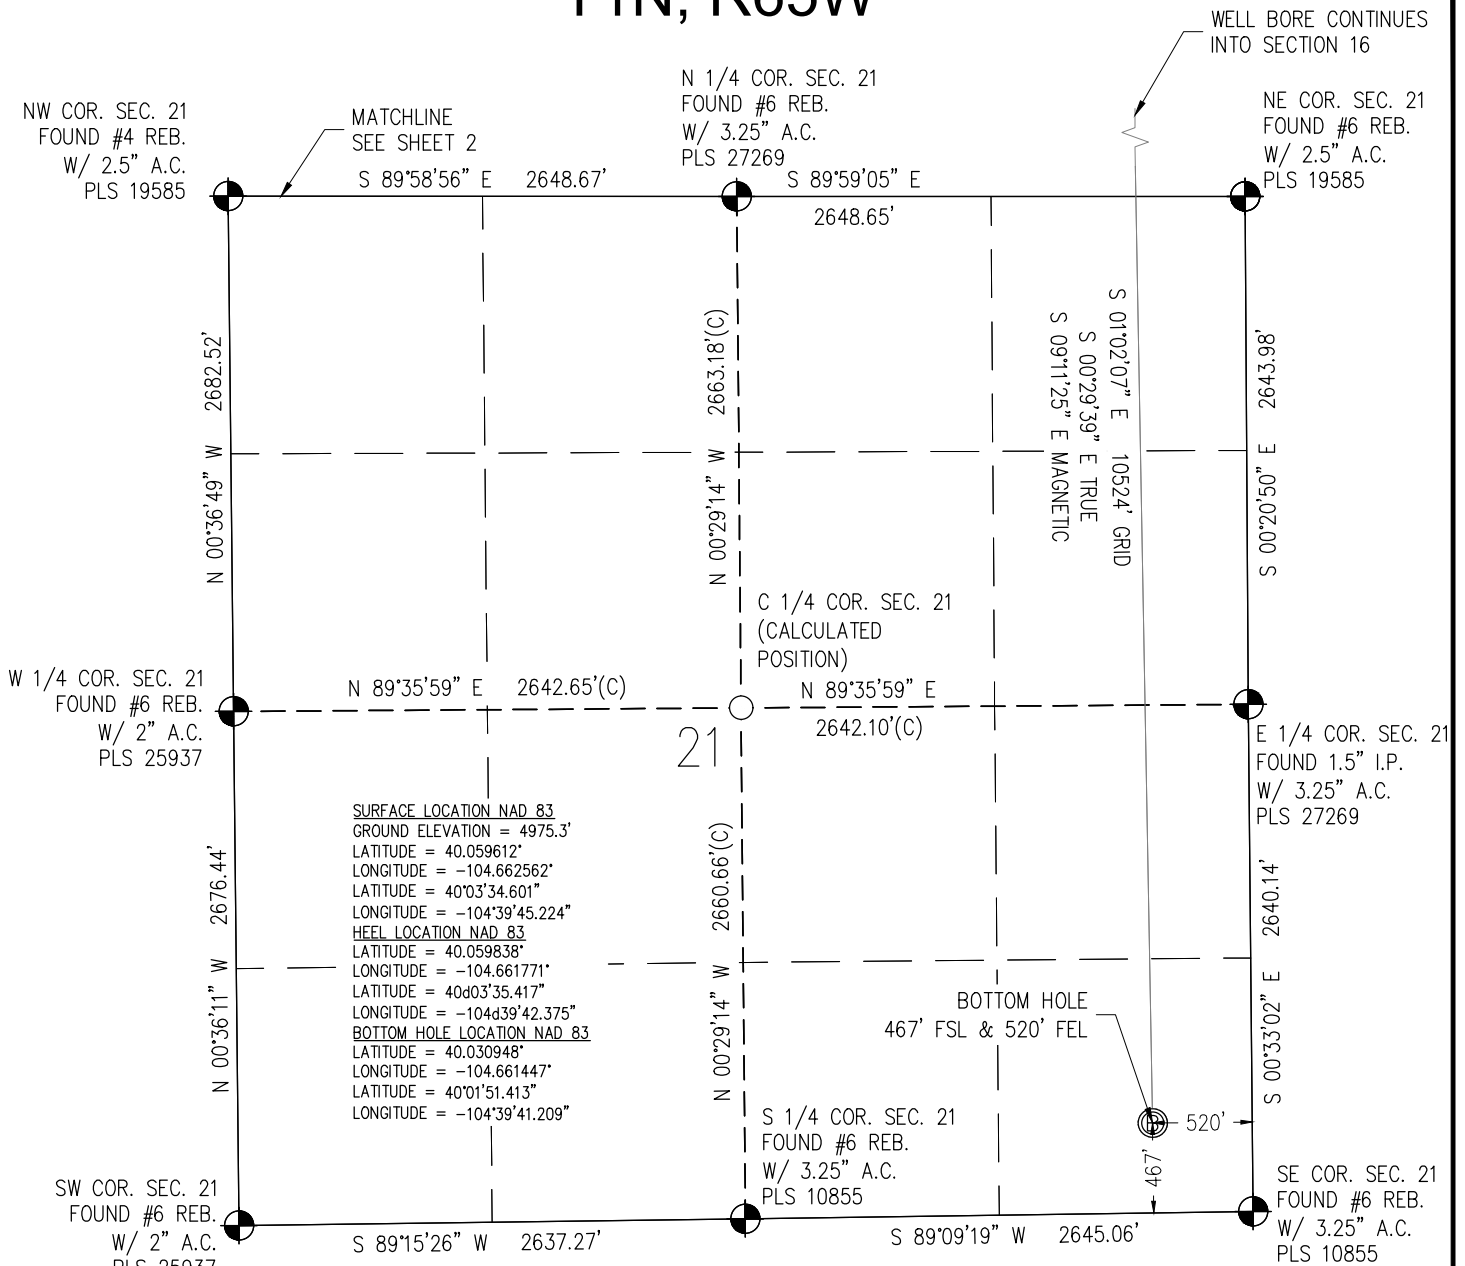 WELL BORE CONTINUES
INTO SECTION 16
N 1/4 COR. SEC. 21
FOUND #6 REB.
W/ 3.25" A.C.
PLS 27269
NW COR. SEC. 21
FOUND #4 REB.
W/ 2.5" A.C.
PLS 19585
MATCHLINE
SEE SHEET 2
NE COR. SEC. 21
FOUND #6 REB.
W/ 2.5" A.C.
PLS 19585
S 89°58'56" E 2648.67'
S 89°59'05" E
2648.65'
N 00°36'49" W 2682.52'
N 00°29'14" W 2663.18'(C)
S 01°02'07" E 10524' GRID
S 00°29'39" E TRUE
S 09°11'25" E MAGNETIC
S 00°20'50" E 2643.98'
C 1/4 COR. SEC. 21
(CALCULATED
POSITION)
W 1/4 COR. SEC. 21
FOUND #6 REB.
W/ 2" A.C.
PLS 25937
N 89°35'59" E 2642.65'(C)
N 89°35'59" E
2642.10'(C)
21
E 1/4 COR. SEC. 21
FOUND 1.5" I.P.
W/ 3.25" A.C.
PLS 27269
SURFACE LOCATION NAD 83
GROUND ELEVATION = 4975.3'
LATITUDE = 40.059612°
LONGITUDE = -104.662562°
LATITUDE = 40°03'34.601"
LONGITUDE = -104°39'45.224"
HEEL LOCATION NAD 83
LATITUDE = 40.059838°
LONGITUDE = -104.661771°
LATITUDE = 40d03'35.417"
LONGITUDE = -104d39'42.375"
BOTTOM HOLE LOCATION NAD 83
LATITUDE = 40.030948°
LONGITUDE = -104.661447°
LATITUDE = 40°01'51.413"
LONGITUDE = -104°39'41.209"
N 00°36'11" W 2676.44'
N 00°29'14" W 2660.66'(C)
S 00°33'02" E 2640.14'
BOTTOM HOLE
467' FSL & 520' FEL
520'
467'
S 1/4 COR. SEC. 21
FOUND #6 REB.
W/ 3.25" A.C.
PLS 10855
SW COR. SEC. 21
FOUND #6 REB.
W/ 2" A.C.
PLS 25937
SE COR. SEC. 21
FOUND #6 REB.
W/ 3.25" A.C.
PLS 10855
S 89°15'26" W 2637.27'
S 89°09'19" W 2645.06'